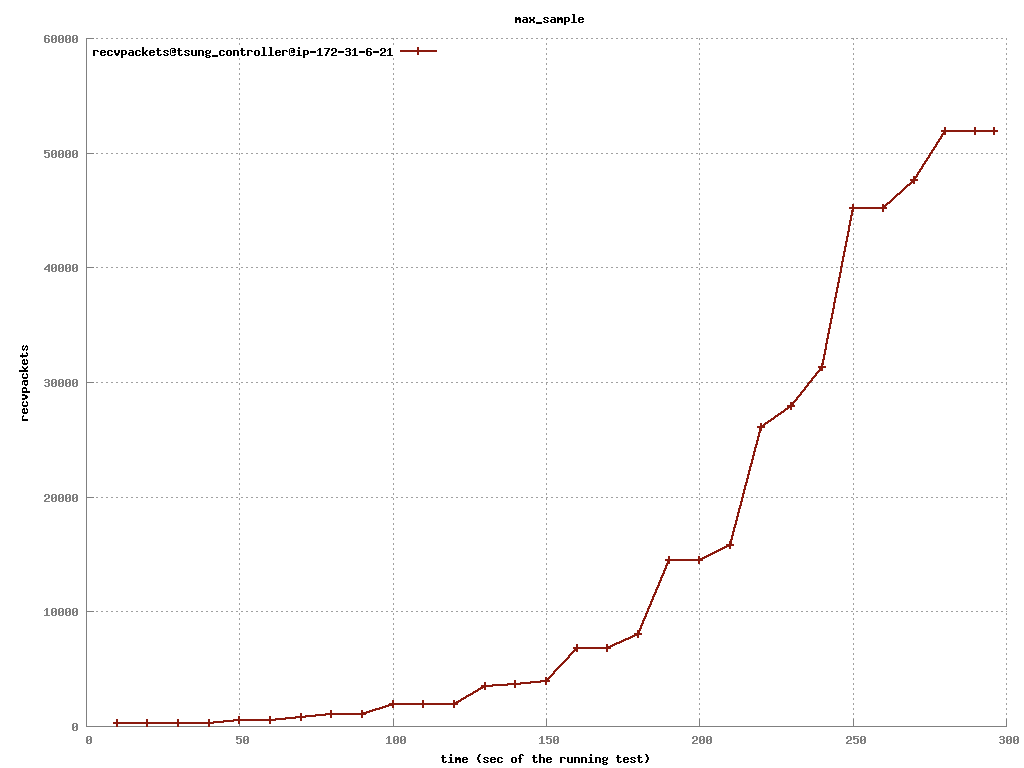 max_sample
recvpackets@tsung_controller@ip-172-31-6-21
60000
50000
40000
30000
20000
10000
0
recvpackets
0 50 100 150 200 250 300
time (sec of the running test)